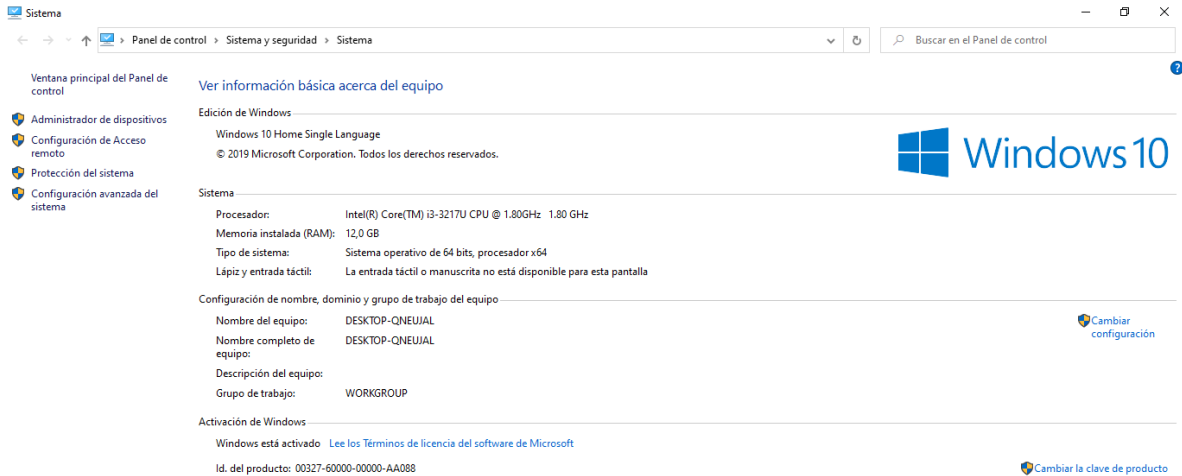 Sistema
Panel de control > Sistema y seguridad > Sistema
Buscar en el Panel de control
Ventana principal del Panel de
control
Administrador de dispositivos
Configuración de Acceso
remoto
Protección del sistema
Configuración avanzada del
sistema
Ver información básica acerca del equipo
Edición de Windows
Windows 10 Home Single Language
© 2019 Microsoft Corporation. Todos los derechos reservados.
Windows 10
Sistema
Procesador: Intel(R) Core(TM) i3-3217U CPU @ 1.80GHz 1.80 GHz
Memoria instalada (RAM): 12,0 GB
Tipo de sistema: Sistema operativo de 64 bits, procesador x64
Lápiz y entrada táctil: La entrada táctil o manuscrita no está disponible para esta pantalla
Configuración de nombre, dominio y grupo de trabajo del equipo
Nombre del equipo: DESKTOP-QNEUJAL
Cambiar
configuración
Nombre completo de DESKTOP-QNEUJAL
equipo:
Descripción del equipo:
Grupo de trabajo: WORKGROUP
Activación de Windows
Windows está activado Lee los Términos de licencia del software de Microsoft
Id. del producto: 00327-60000-00000-AA088
Cambiar la clave de producto